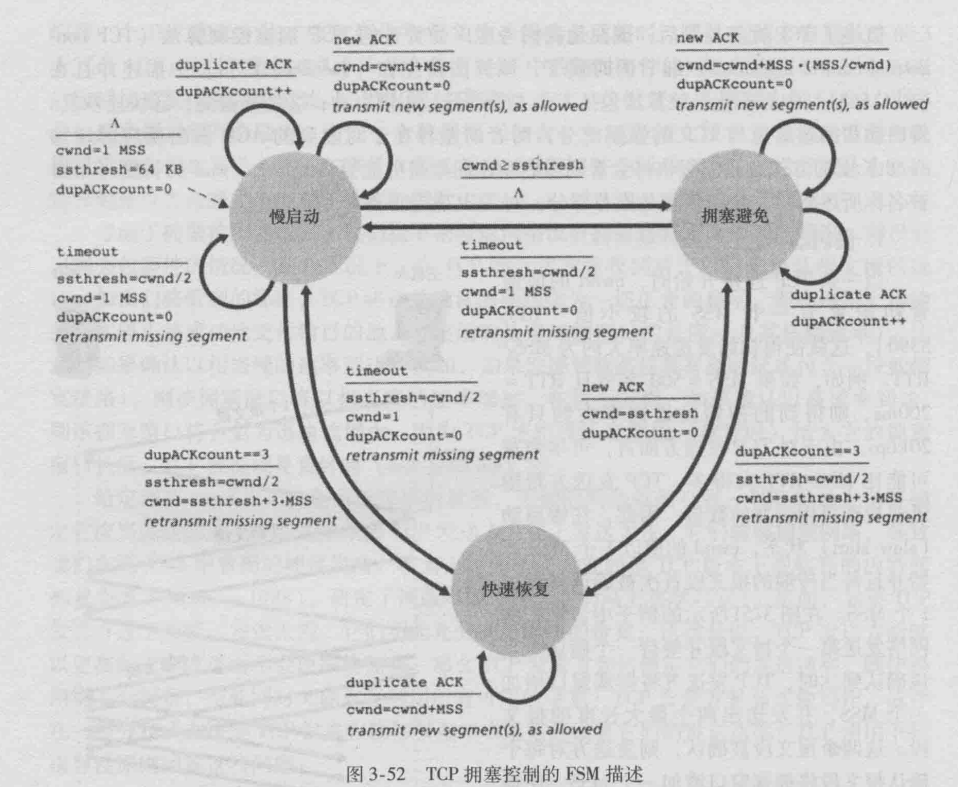 new ACK
cwnd=cwnd+MSS
dupACKcount=0
transmit new segment(s), as allowed
duplicate ACK
dupACKcount++
new ACK
cwnd=cwnd+MSS ·(MSS/cwnd)
dupACKcount=0
transmit new segment(s), as allowed
Λ
cwnd=1 MSS
ssthresh=64 KB
dupACKcount=0
慢启动
cwnd≥ssthresh
Λ
拥塞避免
timeout
ssthresh=cwnd/2
cwnd=1 MSS
dupACKcount=0
retransmit missing segment
timeout
ssthresh=cwnd/2
cwnd=1 MSS
dupACKcount=0
retransmit missing segment
duplicate ACK
dupACKcount++
timeout
ssthresh=cwnd/2
cwnd=1
dupACKcount=0
retransmit missing segment
new ACK
cwnd=ssthresh
dupACKcount=0
dupACKcount==3
ssthresh=cwnd/2
cwnd=ssthresh+3·MSS
retransmit missing segment
dupACKcount==3
ssthresh=cwnd/2
cwnd=ssthresh+3·MSS
retransmit missing segment
快速恢复
duplicate ACK
cwnd=cwnd+MSS
transmit new segment(s), as allowed
图 3-52 TCP 拥塞控制的 FSM 描述